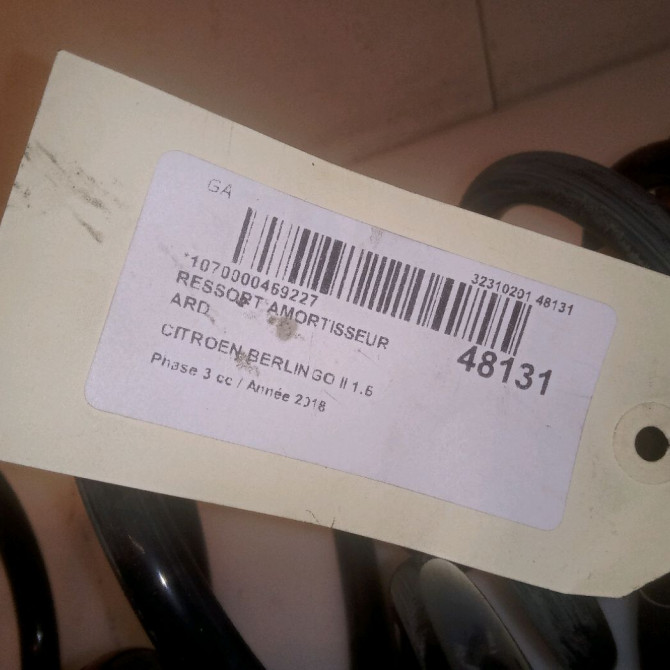 GA
32310201 48131
*1070000469227
RESSORT AMORTISSEUR
ARD
48131
CITROEN BERLINGO II 1.6
Phase 3 cc / Année 2018